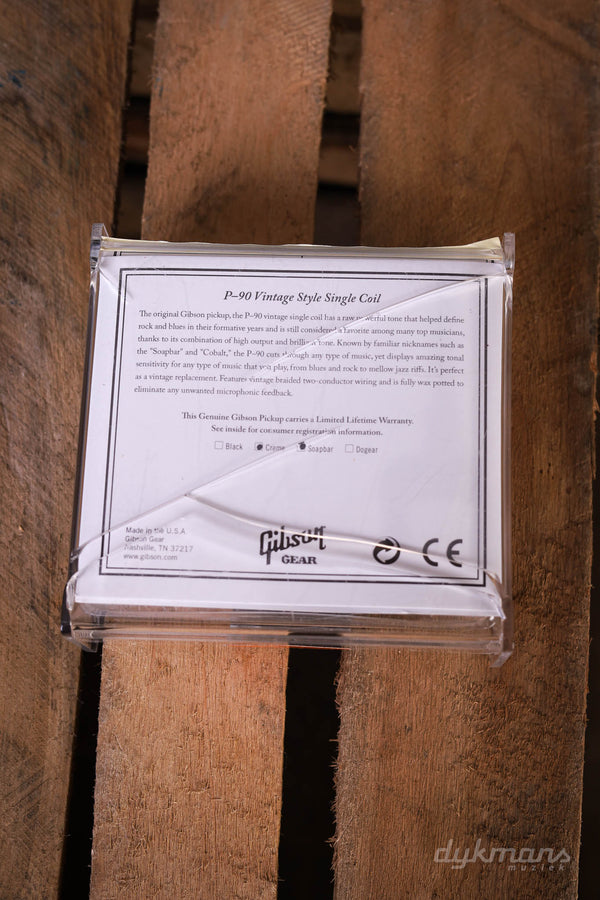 P–90 Vintage Style Single Coil
The original Gibson pickup, the P-90 vintage single coil has a raw powerful tone that helped define
rock and blues in their formative years and is still considered a favorite among many top musicians,
thanks to its combination of high output and brilliant tone. Known by familiar nicknames such as
the "Soapbar" and "Cobalt," the P-90 cuts through any type of music, yet displays amazing tonal
sensitivity for any type of music that you play, from blues and rock to mellow jazz riffs. It's perfect
as a vintage replacement. Features vintage braided two-conductor wiring and is fully wax potted to
eliminate any unwanted microphonic feedback.
This Genuine Gibson Pickup carries a Limited Lifetime Warranty.
See inside for consumer registration information.
Black Creme Soapbar Dogear
Made in the U.S.A.
Gibson Gear
Nashville, TN 37217
www.gibson.com
Gibson
GEAR
CE
dykmans
muziek